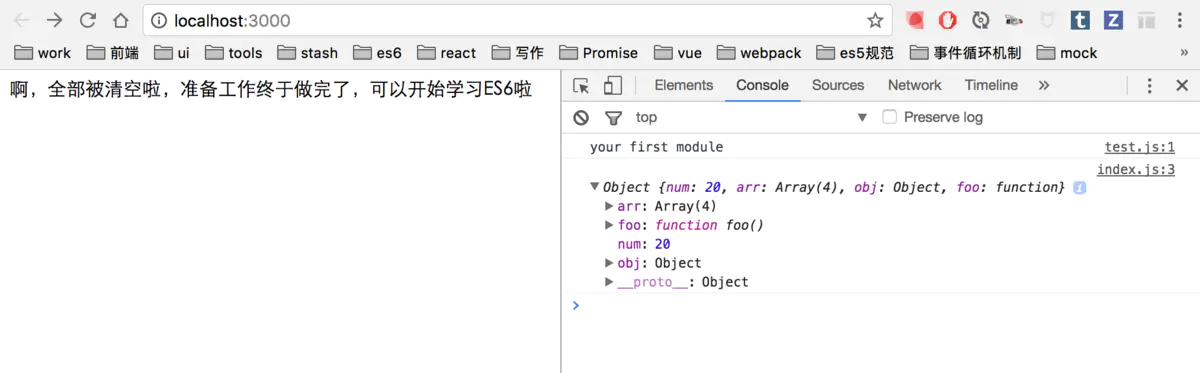 localhost:3000
work 前端 ui tools stash es6 react 写作 Promise vue webpack es5规范 事件循环机制 mock »
啊，全部被清空啦，准备工作终于做完了，可以开始学习ES6啦
Elements Console Sources Network Timeline »
top Preserve log
your first module test.js:1
index.js:3
Object {num: 20, arr: Array(4), obj: Object, foo: function} i
arr: Array(4)
foo: function foo()
num: 20
obj: Object
__proto__: Object
>